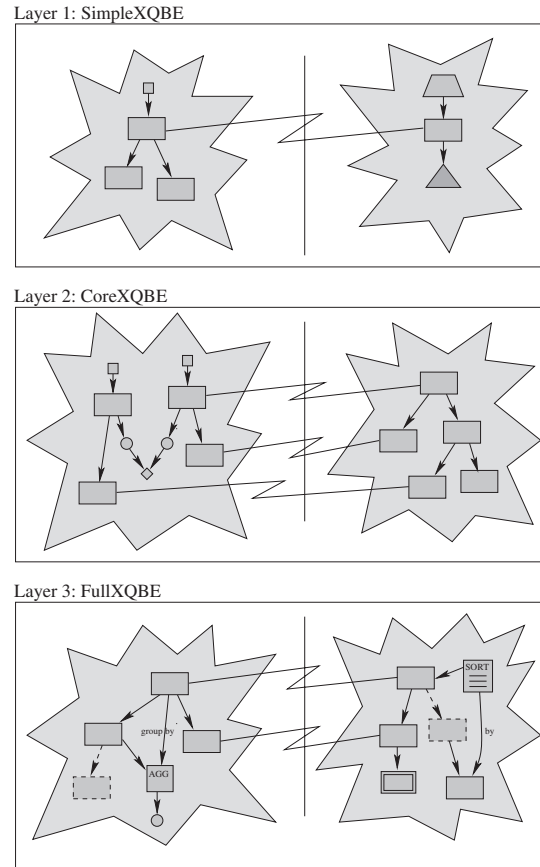 Layer 1: SimpleXQBE
Layer 2: CoreXQBE
Layer 3: FullXQBE
SORT
group by
by
AGG